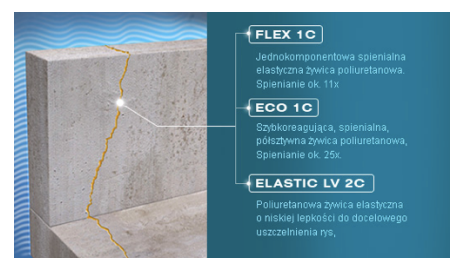 FLEX 1C
Jednokomponentowa spienialna
elastyczna żywica poliuretanowa.
Spienianie ok. 11x
ECO 1C
Szybkoreagująca, spienialna,
półsztywna żywica poliuretanowa,
Spienianie ok. 25x.
ELASTIC LV 2C
Poliuretanowa żywica elastyczna
o niskiej lepkości do docelowego
uszczelnienia rys,